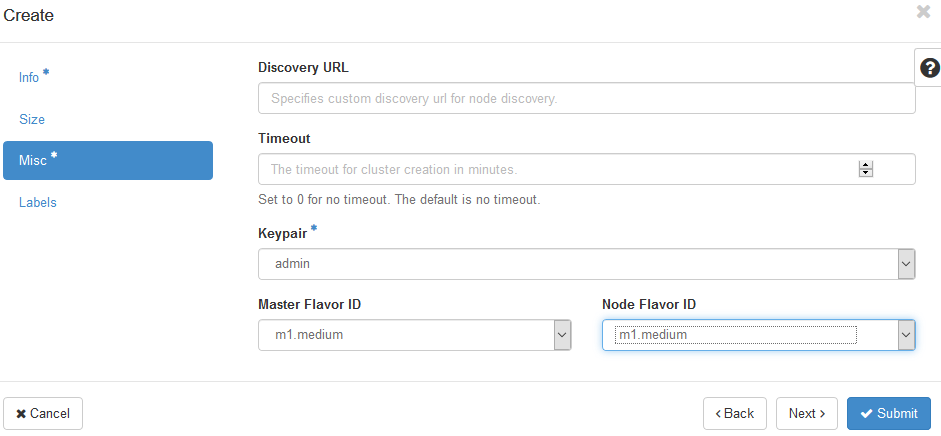 Create
Info *
Size
Misc *
Labels
Discovery URL
Specifies custom discovery url for node discovery.
Timeout
The timeout for cluster creation in minutes.
Set to 0 for no timeout. The default is no timeout.
Keypair *
admin
Master Flavor ID
m1.medium
Node Flavor ID
m1.medium
Cancel
Back
Next
Submit